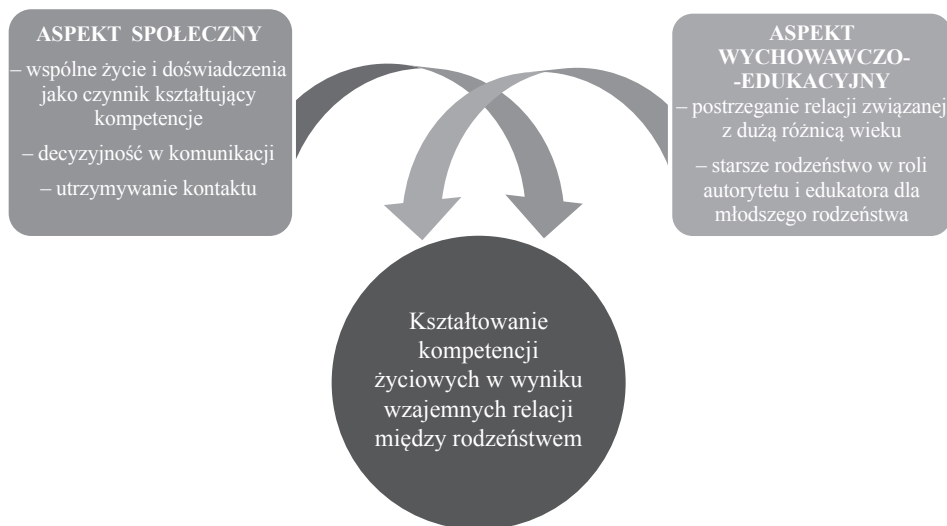 ASPEKT SPOŁECZNY
– wspólne życie i doświadczenia
jako czynnik kształtujący
kompetencje
– decyzyjność w komunikacji
– utrzymywanie kontaktu
ASPEKT
WYCHOWAWCZO-
-EDUKACYJNY
– postrzeganie relacji związanej
z dużą różnicą wieku
– starsze rodzeństwo w roli
autorytetu i edukatora dla
młodszego rodzeństwa
Kształtowanie
kompetencji
życiowych w wyniku
wzajemnych relacji
między rodzeństwem